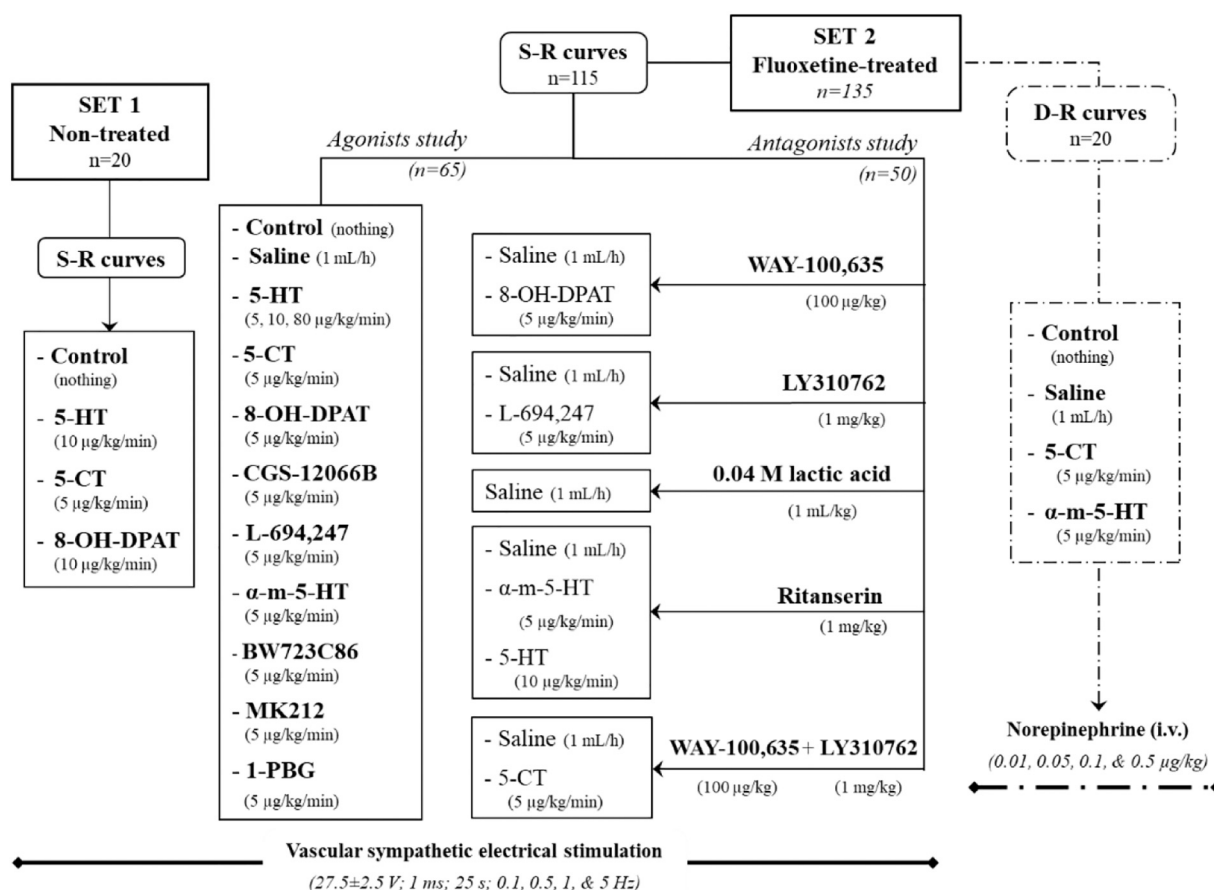 SET 1
Non-treated
n=20
S-R curves
- Control
(nothing)
- 5-HT
(10 µg/kg/min)
- 5-CT
(5 µg/kg/min)
- 8-OH-DPAT
(10 µg/kg/min)
S-R curves
n=115
SET 2
Fluoxetine-treated
n=135
Agonists study
(n=65)
- Control (nothing)
- Saline (1 mL/h)
- 5-HT
(5, 10, 80 µg/kg/min)
- 5-CT
(5 µg/kg/min)
- 8-OH-DPAT
(5 µg/kg/min)
- CGS-12066B
(5 µg/kg/min)
- L-694,247
(5 µg/kg/min)
- α-m-5-HT
(5 µg/kg/min)
- BW723C86
(5 µg/kg/min)
- MK212
(5 µg/kg/min)
- 1-PBG
(5 µg/kg/min)
Antagonists study
(n=50)
- Saline (1 mL/h)
- 8-OH-DPAT
(5 µg/kg/min)
WAY-100,635
(100 µg/kg)
- Saline (1 mL/h)
- L-694,247
(5 µg/kg/min)
LY310762
(1 mg/kg)
Saline (1 mL/h)
0.04 M lactic acid
(1 mL/kg)
- Saline (1 mL/h)
- α-m-5-HT
(5 µg/kg/min)
- 5-HT
(10 µg/kg/min)
Ritanserin
(1 mg/kg)
- Saline (1 mL/h)
- 5-CT
(5 µg/kg/min)
WAY-100,635 + LY310762
(100 µg/kg) (1 mg/kg)
D-R curves
n=20
- Control
(nothing)
- Saline
(1 mL/h)
- 5-CT
(5 µg/kg/min)
- α-m-5-HT
(5 µg/kg/min)
Norepinephrine (i.v.)
(0.01, 0.05, 0.1, & 0.5 µg/kg)
Vascular sympathetic electrical stimulation
(27.5±2.5 V; 1 ms; 25 s; 0.1, 0.5, 1, & 5 Hz)